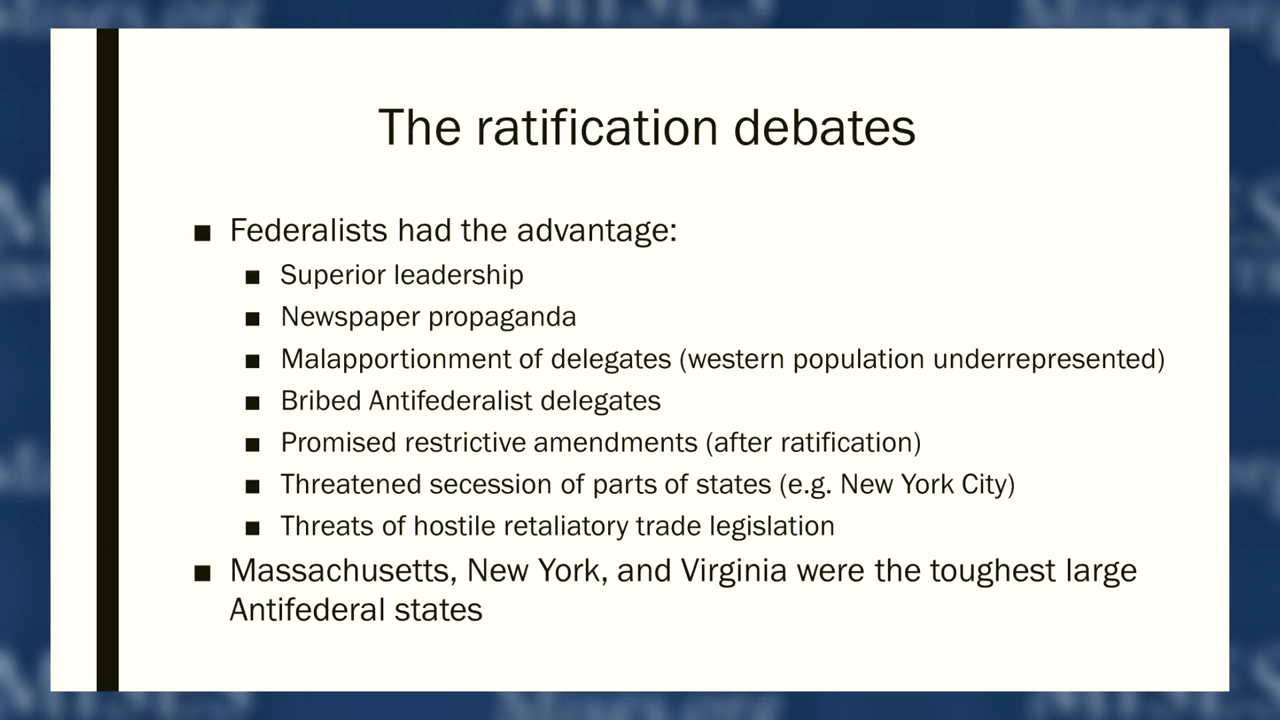 The ratification debates
■ Federalists had the advantage:
■ Superior leadership
■ Newspaper propaganda
■ Malapportionment of delegates (western population underrepresented)
■ Bribed Antifederalist delegates
■ Promised restrictive amendments (after ratification)
■ Threatened secession of parts of states (e.g. New York City)
■ Threats of hostile retaliatory trade legislation
■ Massachusetts, New York, and Virginia were the toughest large
Antifederal states